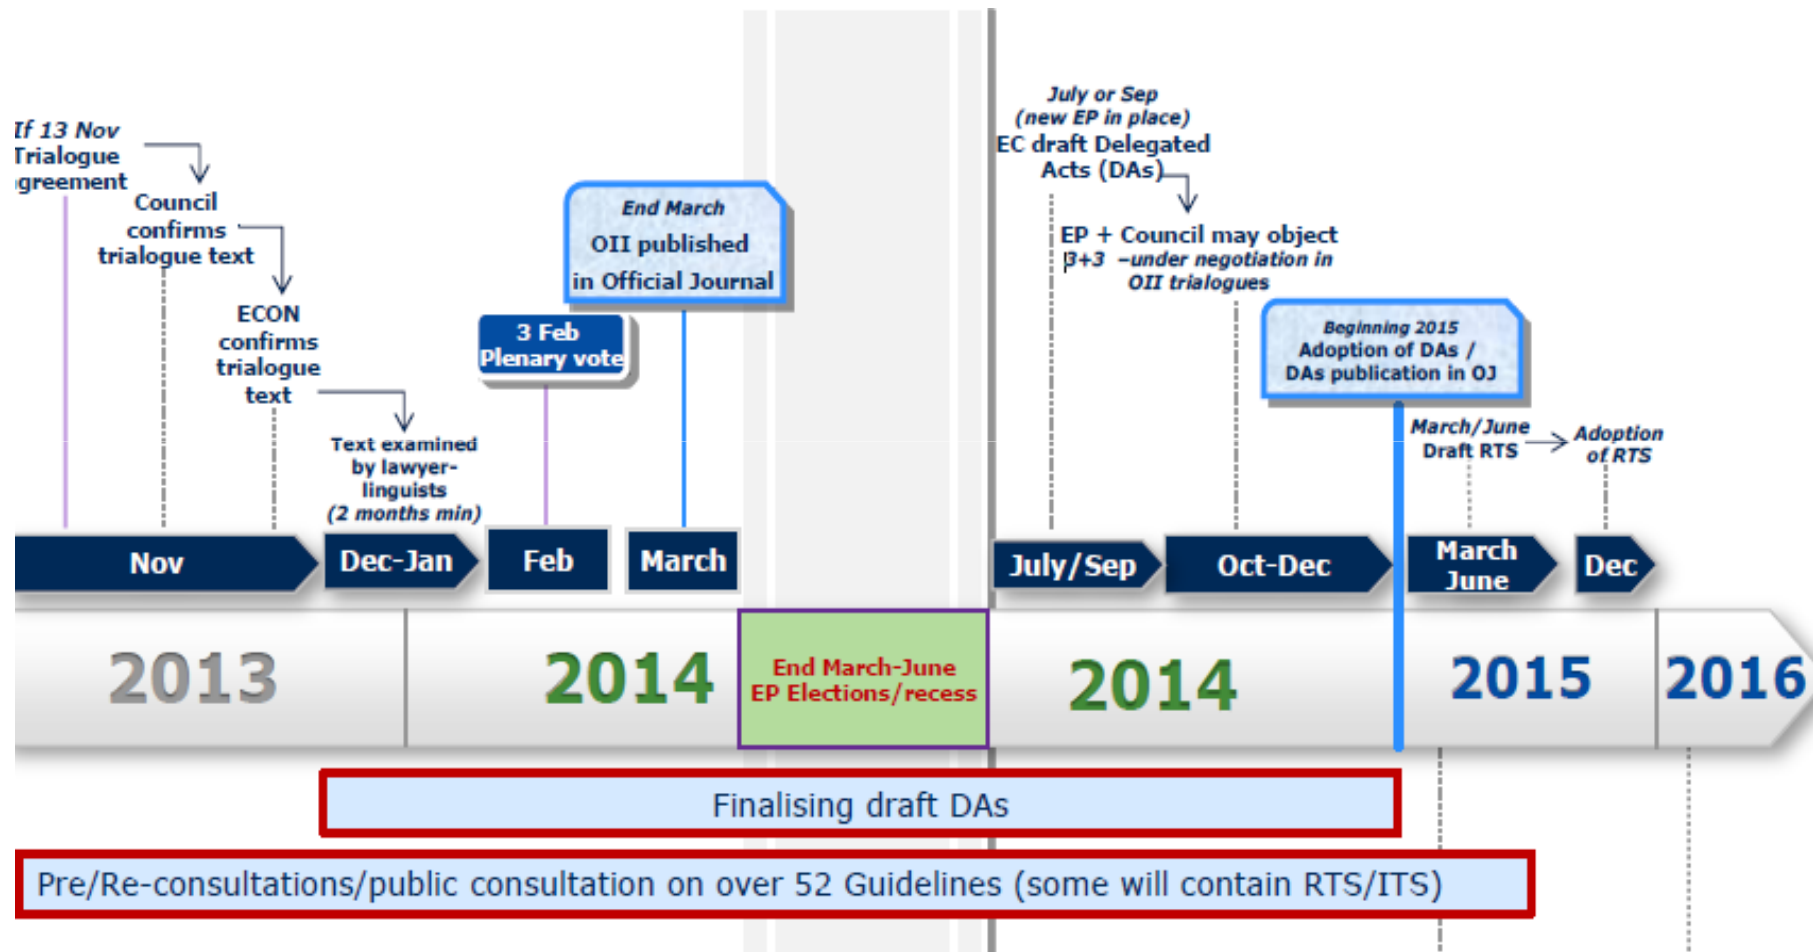 If 13 Nov
Trialogue
greement
Council
confirms
trialogue text
ECON
confirms
trialogue
text
Text examined
by lawyer-
linguists
(2 months min)
3 Feb
Plenary vote
End March
OII published
in Official Journal
July or Sep
(new EP in place)
EC draft Delegated
Acts (DAs)
EP + Council may object
3+3 –under negotiation in
OII trialogues
Beginning 2015
Adoption of DAs /
DAs publication in OJ
March/June
Draft RTS
Adoption
of RTS
Nov
Dec-Jan
Feb
March
July/Sep
Oct-Dec
March
June
Dec
2013
2014
End March-June
EP Elections/recess
2014
2015
2016
Finalising draft DAs
Pre/Re-consultations/public consultation on over 52 Guidelines (some will contain RTS/ITS)